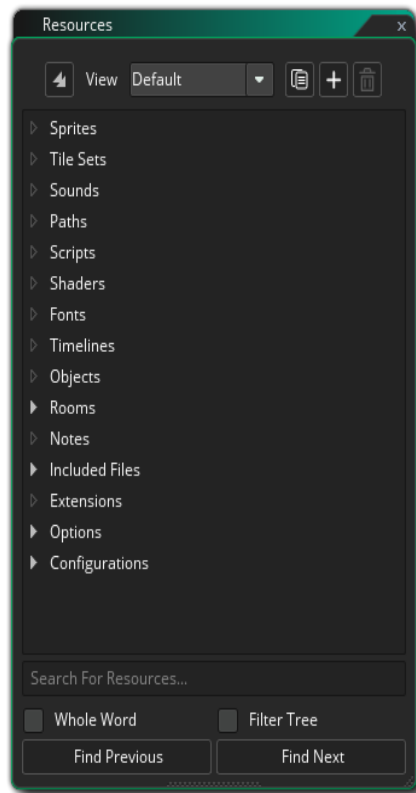 Resources x
View Default
Sprites
Tile Sets
Sounds
Paths
Scripts
Shaders
Fonts
Timelines
Objects
Rooms
Notes
Included Files
Extensions
Options
Configurations
Search For Resources...
Whole Word Filter Tree
Find Previous Find Next